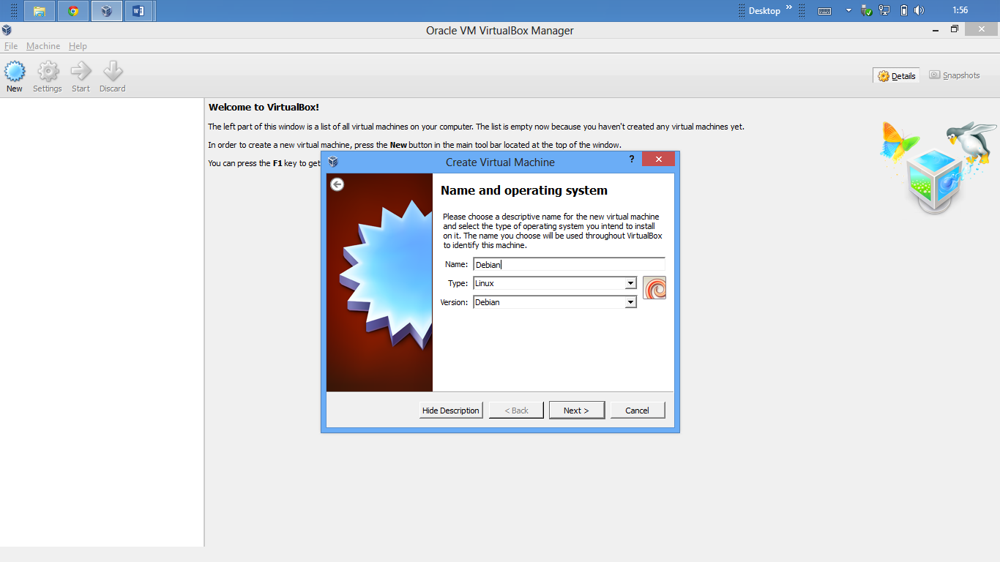 Desktop »
1:56
Oracle VM VirtualBox Manager
File Machine Help
New Settings Start Discard
Details Snapshots
Welcome to VirtualBox!
The left part of this window is a list of all virtual machines on your computer. The list is empty now because you haven't created any virtual machines yet.
In order to create a new virtual machine, press the New button in the main tool bar located at the top of the window.
You can press the F1 key to get
Create Virtual Machine
?
Name and operating system
Please choose a descriptive name for the new virtual machine
and select the type of operating system you intend to install
on it. The name you choose will be used throughout VirtualBox
to identify this machine.
Name: Debian
Type: Linux
Version: Debian
Hide Description < Back Next > Cancel